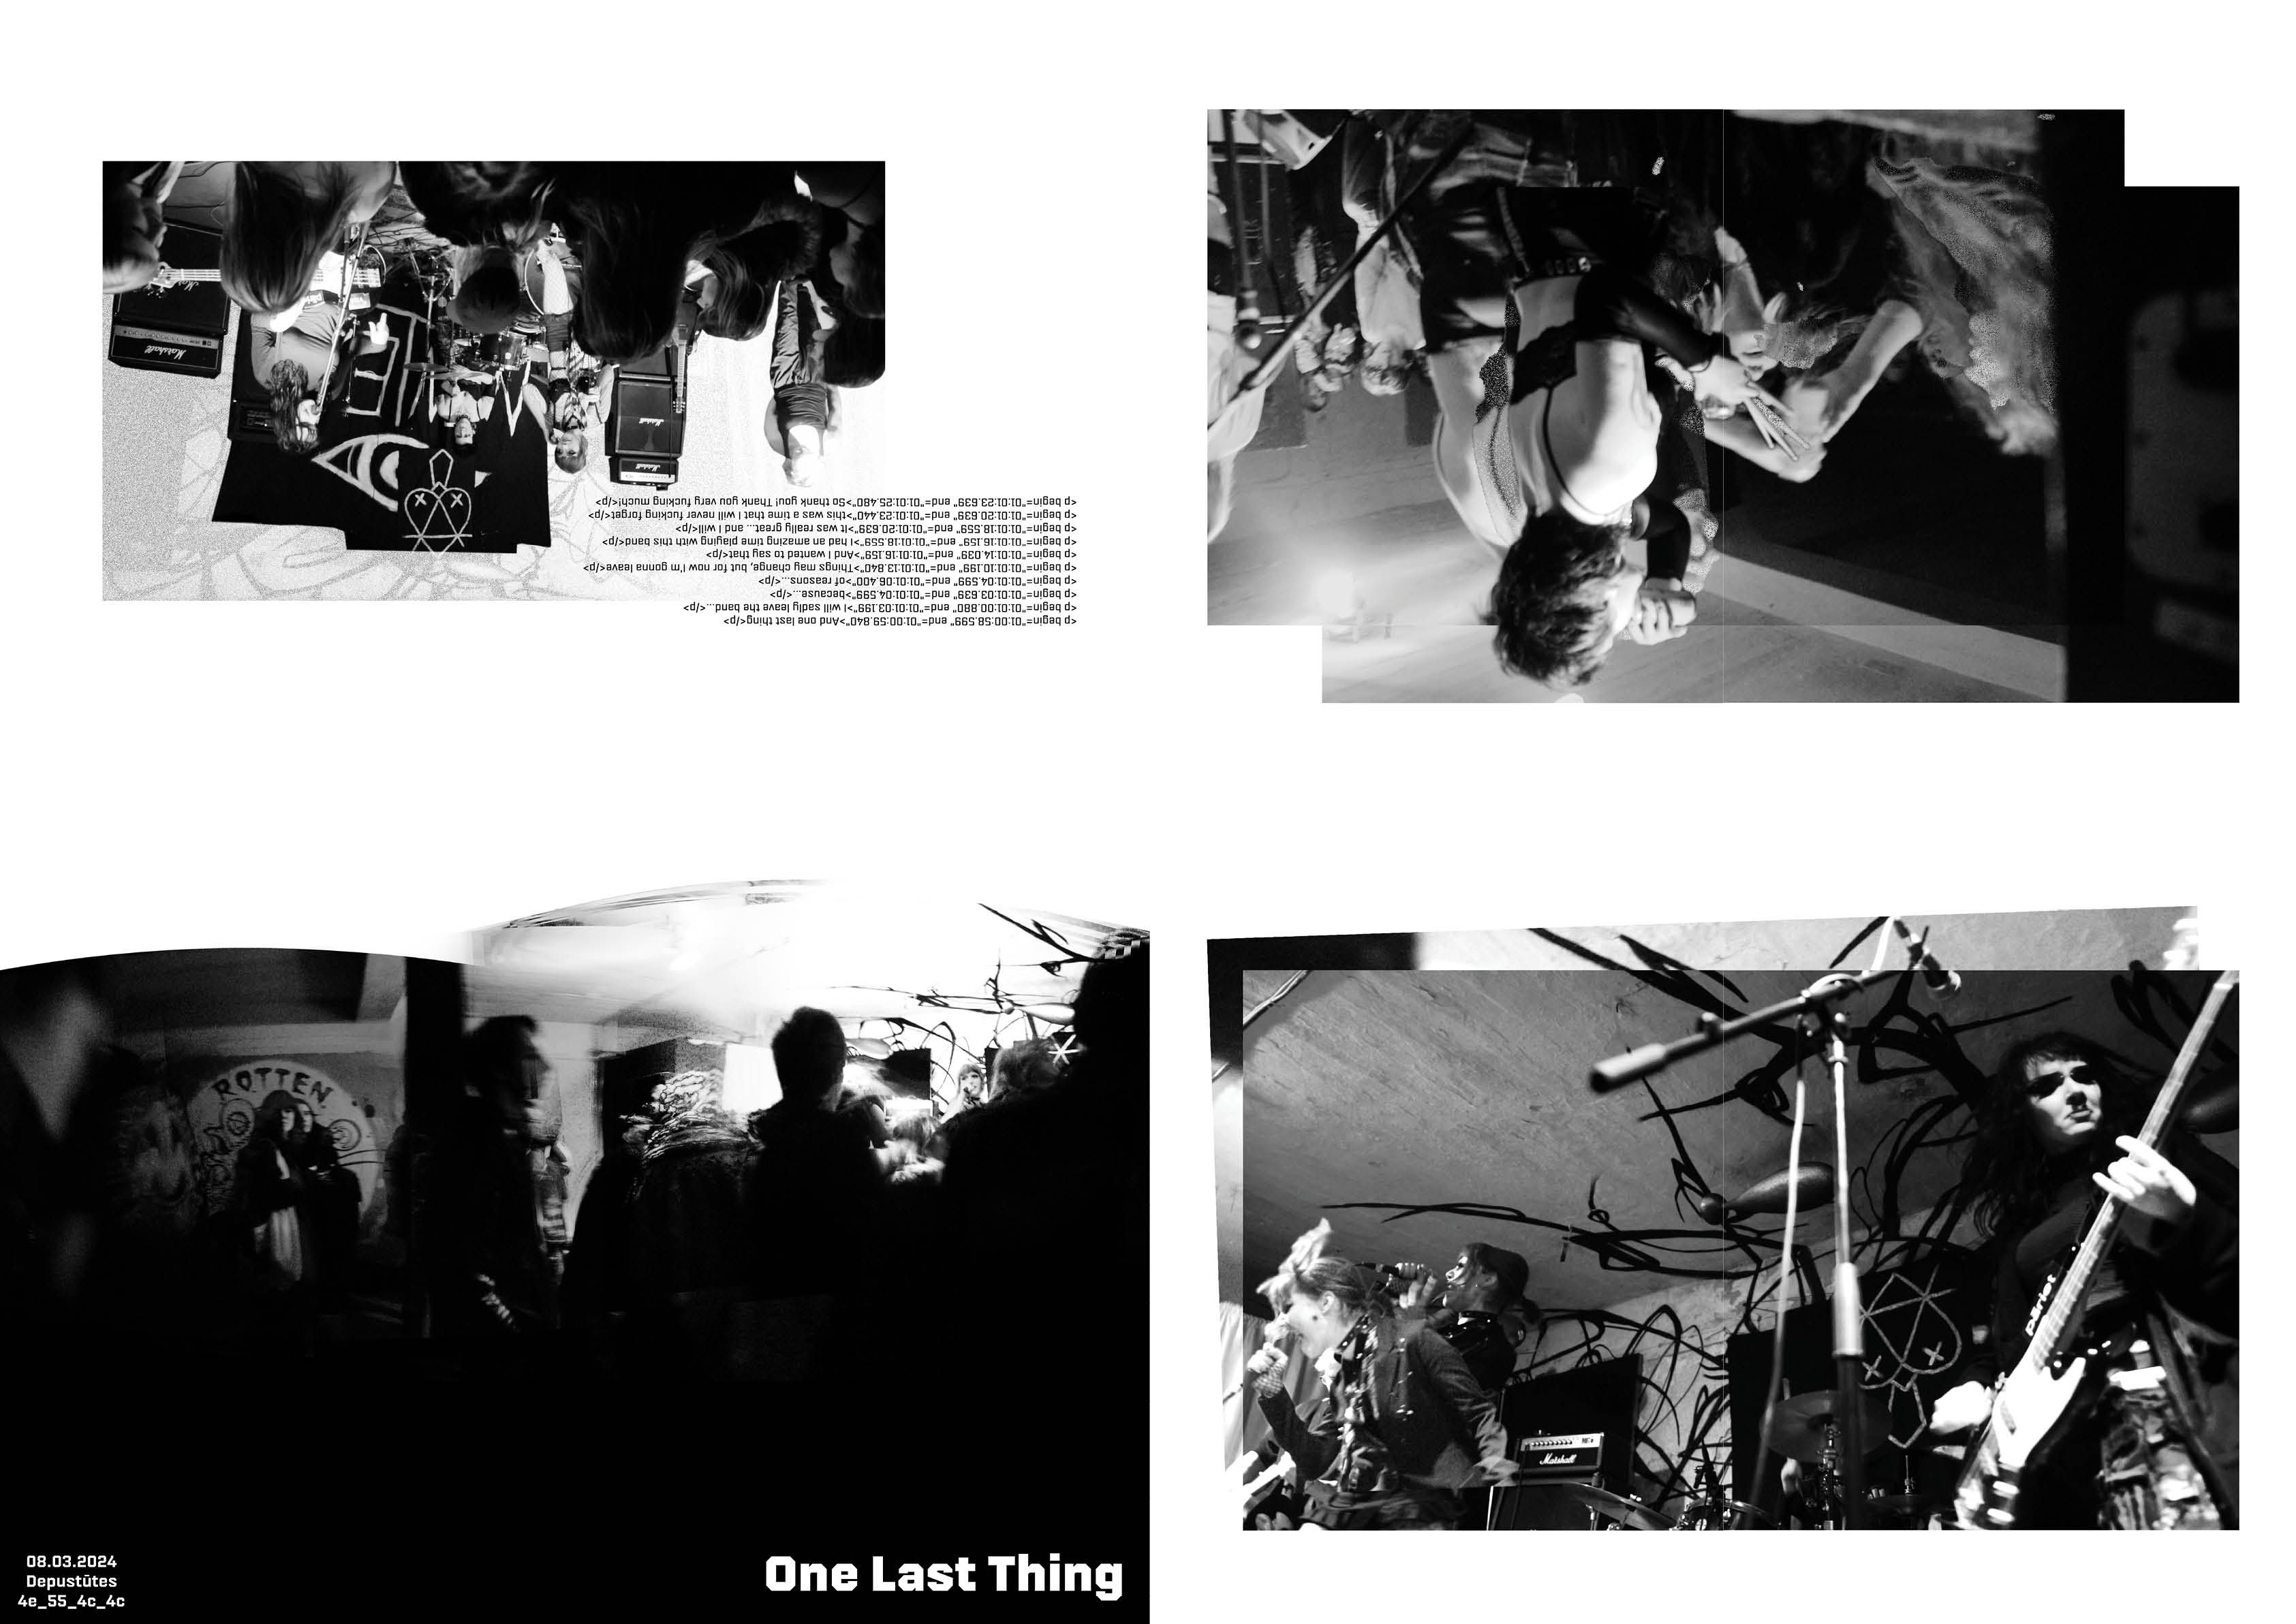 Marshall
Marshall
Marshall
<p begin="01:00:58.599" end="01:00:59.840">And one last thing</p>
<p begin="01:01:00.880" end="01:01:03.199">I will sadly leave the band...</p>
<p begin="01:01:03.639" end="01:01:04.599">because...</p>
<p begin="01:01:04.599" end="01:01:06.400">of reasons...</p>
<p begin="01:01:10.199" end="01:01:13.840">Things may change, but for now I'm gonna leave</p>
<p begin="01:01:14.039" end="01:01:16.159">And I wanted to say that</p>
<p begin="01:01:16.159" end="01:01:18.559">I had an amazing time playing with this band</p>
<p begin="01:01:18.559" end="01:01:20.639">It was really great... and I will</p>
<p begin="01:01:20.639" end="01:01:23.440">this was a time that I will never fucking forget</p>
<p begin="01:01:23.639" end="01:01:25.480">So thank you! Thank you very fucking much!</p>
ROTTEN
08.03.2024
Depustūtes
4e_55_4c_4c
One Last Thing
Marshall